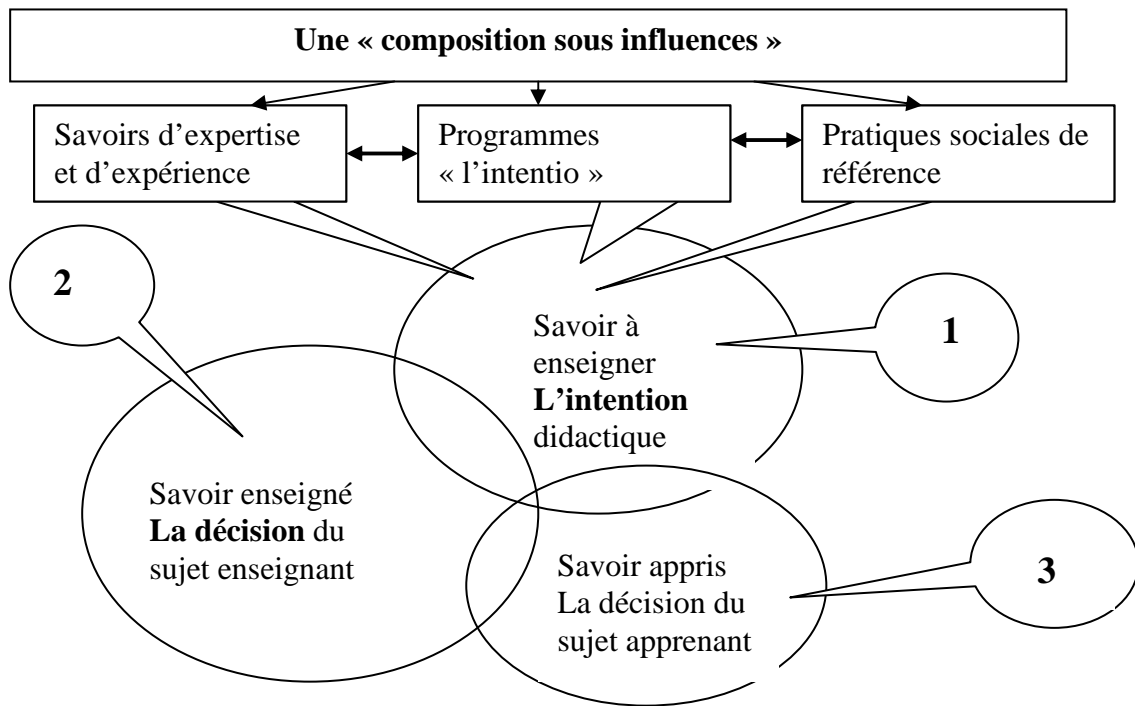 Une « composition sous influences »
Savoirs d'expertise
et d'expérience
Programmes
« l'intentio »
Pratiques sociales de
référence
2
1
Savoir à
enseigner
L'intention
didactique
Savoir enseigné
La décision du
sujet enseignant
Savoir appris
La décision du
sujet apprenant
3